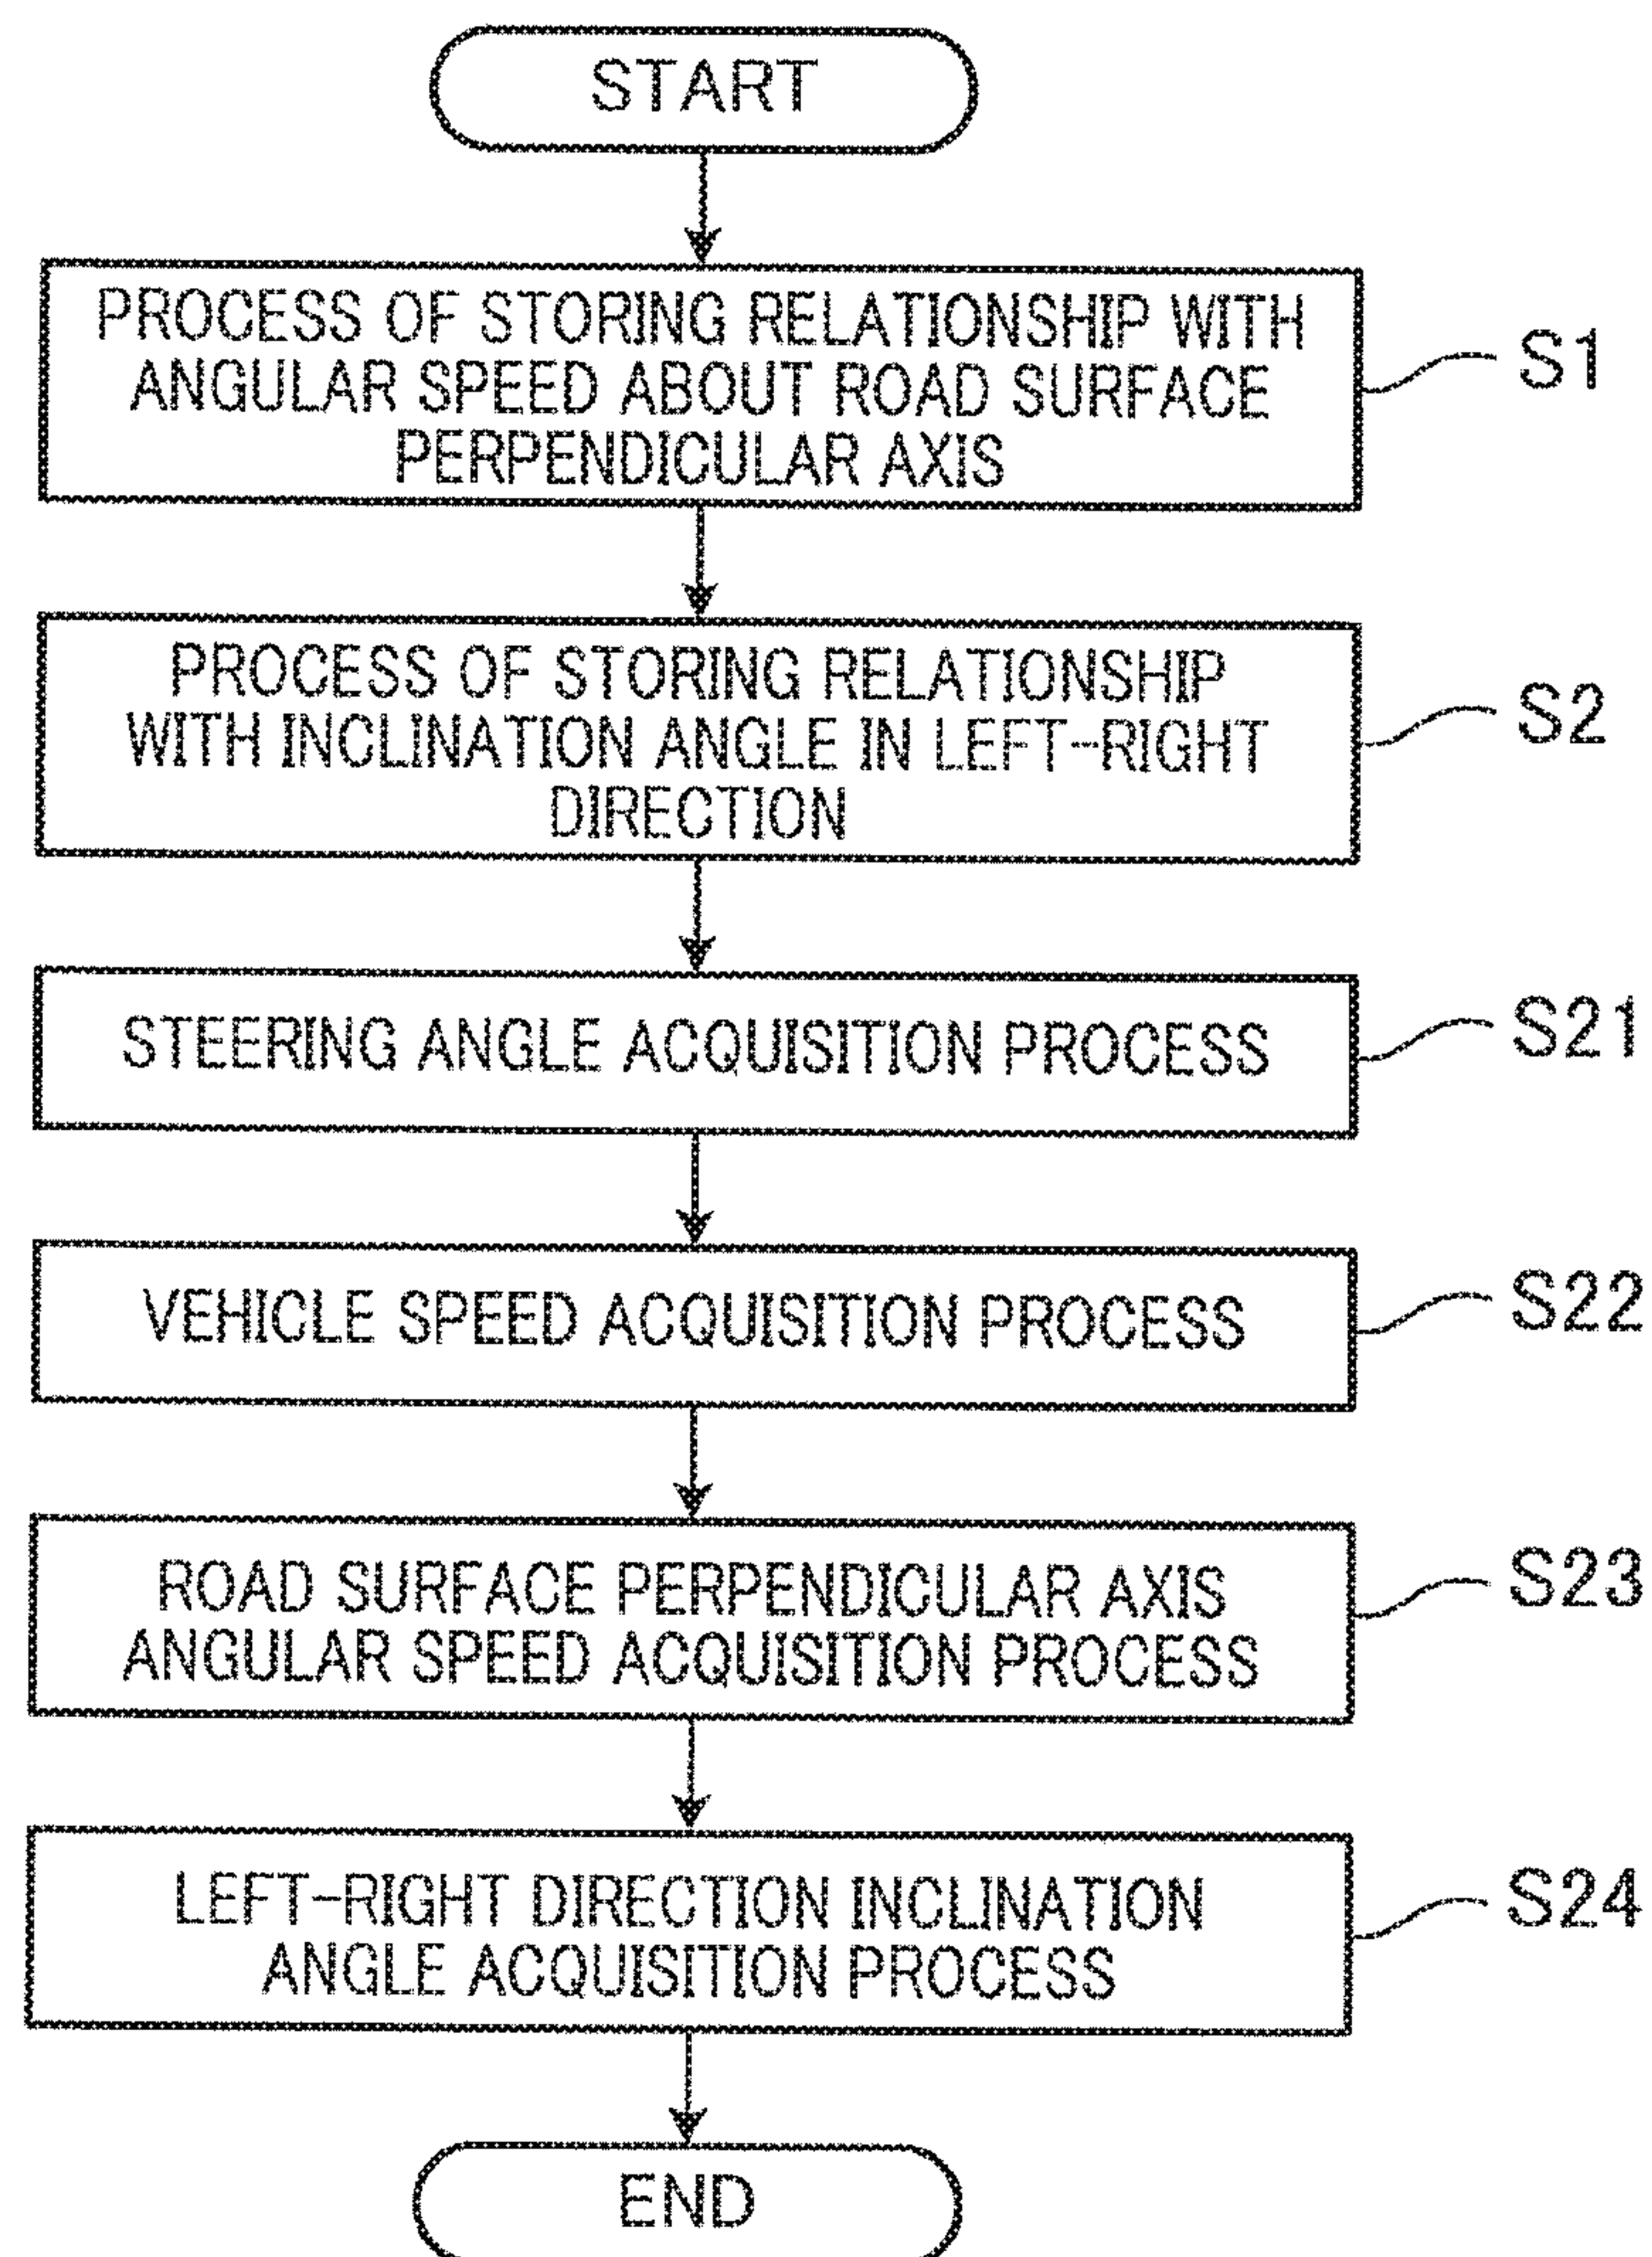 START
PROCESS OF STORING RELATIONSHIP WITH
ANGULAR SPEED ABOUT ROAD SURFACE
PERPENDICULAR AXIS
S1
PROCESS OF STORING RELATIONSHIP
WITH INCLINATION ANGLE IN LEFT-RIGHT
DIRECTION
S2
STEERING ANGLE ACQUISITION PROCESS
S21
VEHICLE SPEED ACQUISITION PROCESS
S22
ROAD SURFACE PERPENDICULAR AXIS
ANGULAR SPEED ACQUISITION PROCESS
S23
LEFT-RIGHT DIRECTION INCLINATION
ANGLE ACQUISITION PROCESS
S24
END